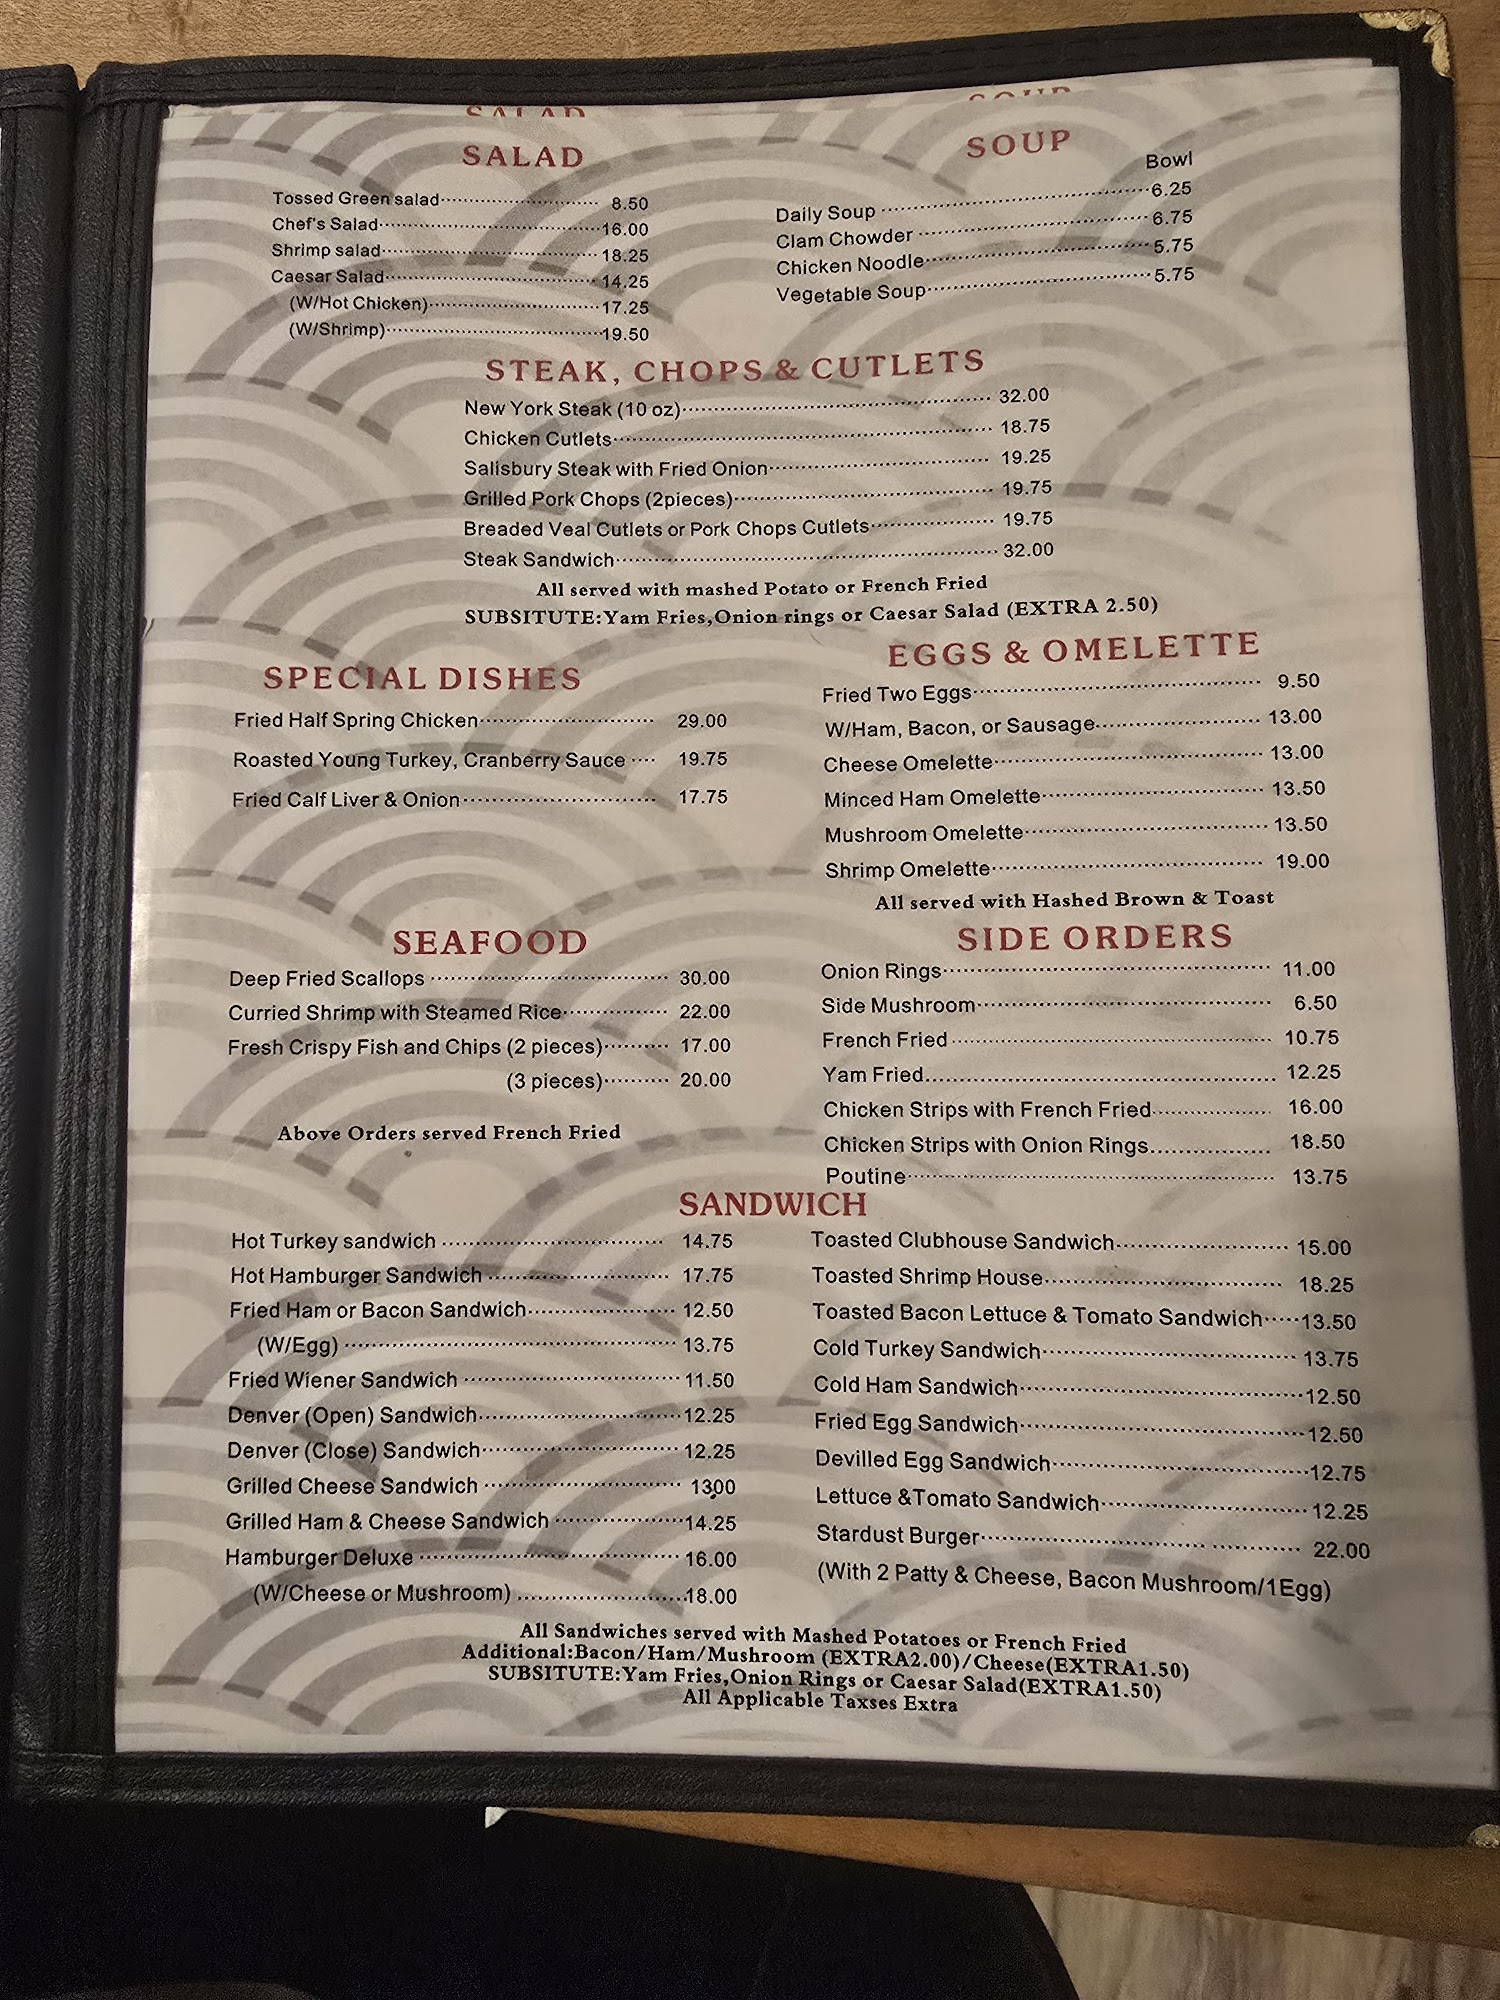 SALAD
SOUP
SALAD
Tossed Green salad 8.50
Chef's Salad 16.00
Shrimp salad 18.25
Caesar Salad 14.25
(W/Hot Chicken) 17.25
(W/Shrimp) 19.50
SOUP
Bowl
Daily Soup 6.25
Clam Chowder 6.75
Chicken Noodle 5.75
Vegetable Soup 5.75
STEAK, CHOPS & CUTLETS
New York Steak (10 oz) 32.00
Chicken Cutlets 18.75
Salisbury Steak with Fried Onion 19.25
Grilled Pork Chops (2pieces) 19.75
Breaded Veal Cutlets or Pork Chops Cutlets 19.75
Steak Sandwich 32.00
All served with mashed Potato or French Fried
SUBSITUTE:Yam Fries,Onion rings or Caesar Salad (EXTRA 2.50)
SPECIAL DISHES
Fried Half Spring Chicken 29.00
Roasted Young Turkey, Cranberry Sauce 19.75
Fried Calf Liver & Onion 17.75
EGGS & OMELETTE
Fried Two Eggs 9.50
W/Ham, Bacon, or Sausage 13.00
Cheese Omelette 13.00
Minced Ham Omelette 13.50
Mushroom Omelette 13.50
Shrimp Omelette 19.00
All served with Hashed Brown & Toast
SEAFOOD
Deep Fried Scallops 30.00
Curried Shrimp with Steamed Rice 22.00
Fresh Crispy Fish and Chips (2 pieces) 17.00
(3 pieces) 20.00
Above Orders served French Fried
SIDE ORDERS
Onion Rings 11.00
Side Mushroom 6.50
French Fried 10.75
Yam Fried 12.25
Chicken Strips with French Fried 16.00
Chicken Strips with Onion Rings 18.50
Poutine 13.75
SANDWICH
Hot Turkey sandwich 14.75
Hot Hamburger Sandwich 17.75
Fried Ham or Bacon Sandwich 12.50
(W/Egg) 13.75
Fried Wiener Sandwich 11.50
Denver (Open) Sandwich 12.25
Denver (Close) Sandwich 12.25
Grilled Cheese Sandwich 13.00
Grilled Ham & Cheese Sandwich 14.25
Hamburger Deluxe 16.00
(W/Cheese or Mushroom) 18.00
Toasted Clubhouse Sandwich 15.00
Toasted Shrimp House 18.25
Toasted Bacon Lettuce & Tomato Sandwich 13.50
Cold Turkey Sandwich 13.75
Cold Ham Sandwich 12.50
Fried Egg Sandwich 12.50
Devilled Egg Sandwich 12.75
Lettuce &Tomato Sandwich 12.25
Stardust Burger 22.00
(With 2 Patty & Cheese, Bacon Mushroom/1Egg)
All Sandwiches served with Mashed Potatoes or French Fried
Additional:Bacon/Ham/Mushroom (EXTRA2.00)/Cheese(EXTRA1.50)
SUBSITUTE:Yam Fries,Onion Rings or Caesar Salad(EXTRA1.50)
All Applicable Taxses Extra